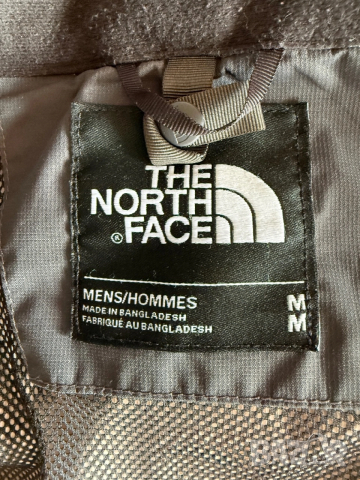 THE
NORTH
® FACE
MENS/HOMMES M
MADE IN BANGLADESH
FABRIQUÉ AU BANGLADESH M